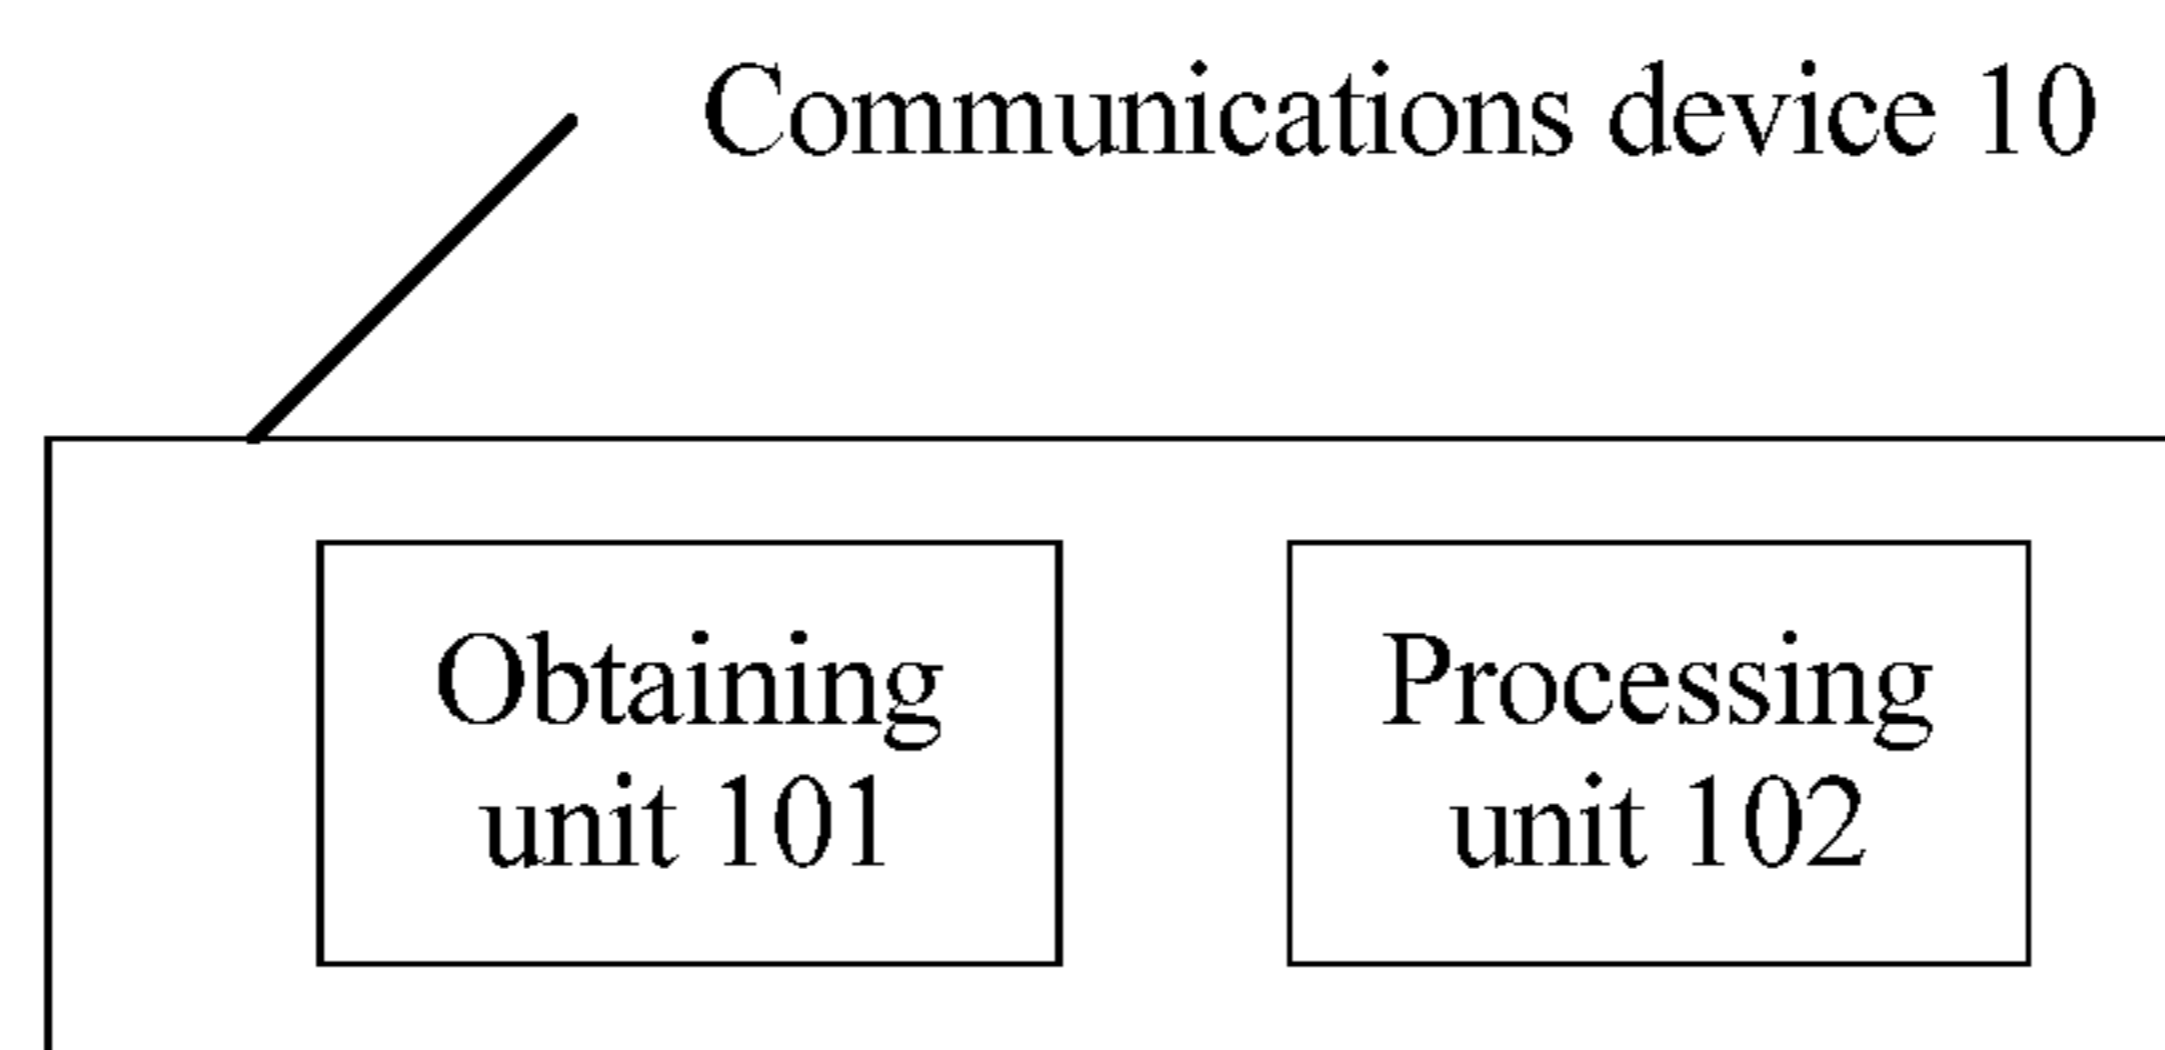 Communications device 10
Obtaining
unit 101
Processing
unit 102